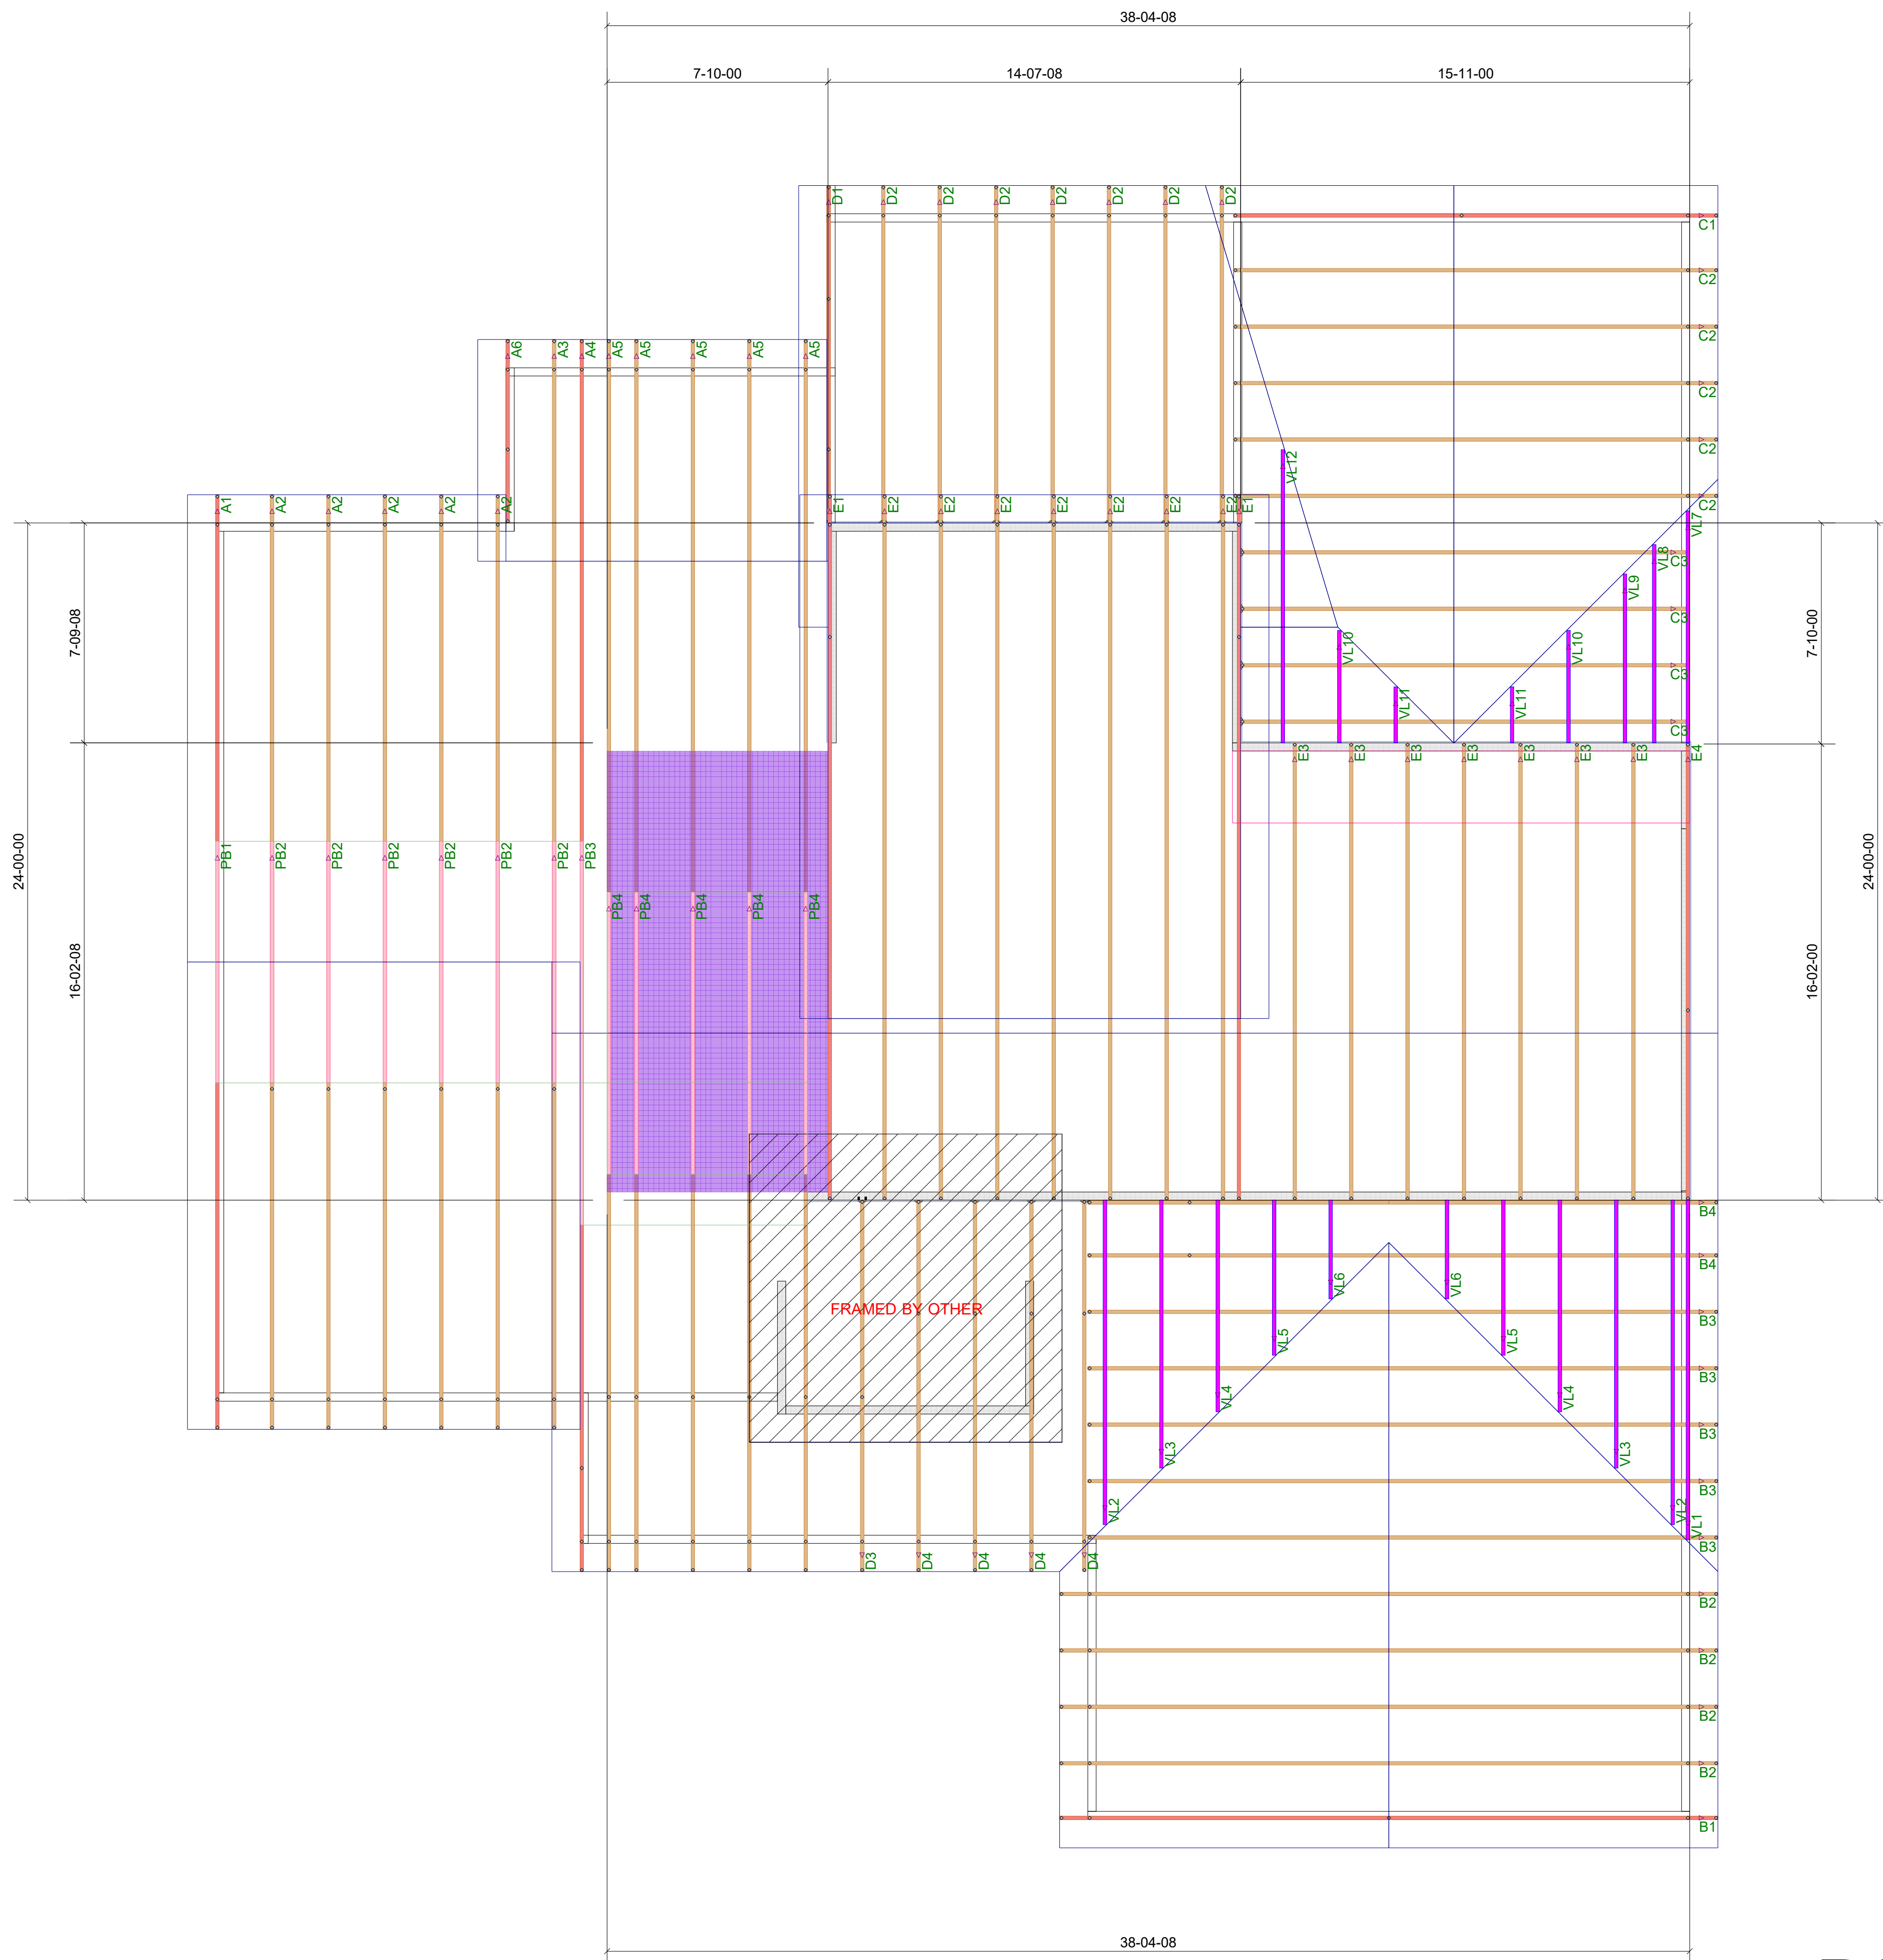 38-04-08
7-10-00
14-07-08
15-11-00
D1
D2
D2
D2
D2
D2
D2
D2
C1
C2
C2
C2
C2
C2
A6
A3
A4
A5
A5
A5
A5
A5
A1
A2
A2
A2
A2
A2
E1
E2
E2
E2
E2
E2
E2
E2
E1
VL12
VL7
VL8
VL9
VL10
VL10
VL11
VL11
C3
C3
C3
C3
E3
E3
E3
E3
E3
E3
E3
E4
7-09-08
24-00-00
16-02-08
7-10-00
24-00-00
16-02-00
PB1
PB2
PB2
PB2
PB2
PB2
PB2
PB3
PB4
PB4
PB4
PB4
PB4
B4
B4
B3
B3
B3
B3
B3
VL6
VL6
VL5
VL5
VL4
VL4
VL3
VL3
VL2
VL2
VL1
FRAMED BY OTHER
D3
D4
D4
D4
D4
B2
B2
B2
B2
B1
38-04-08